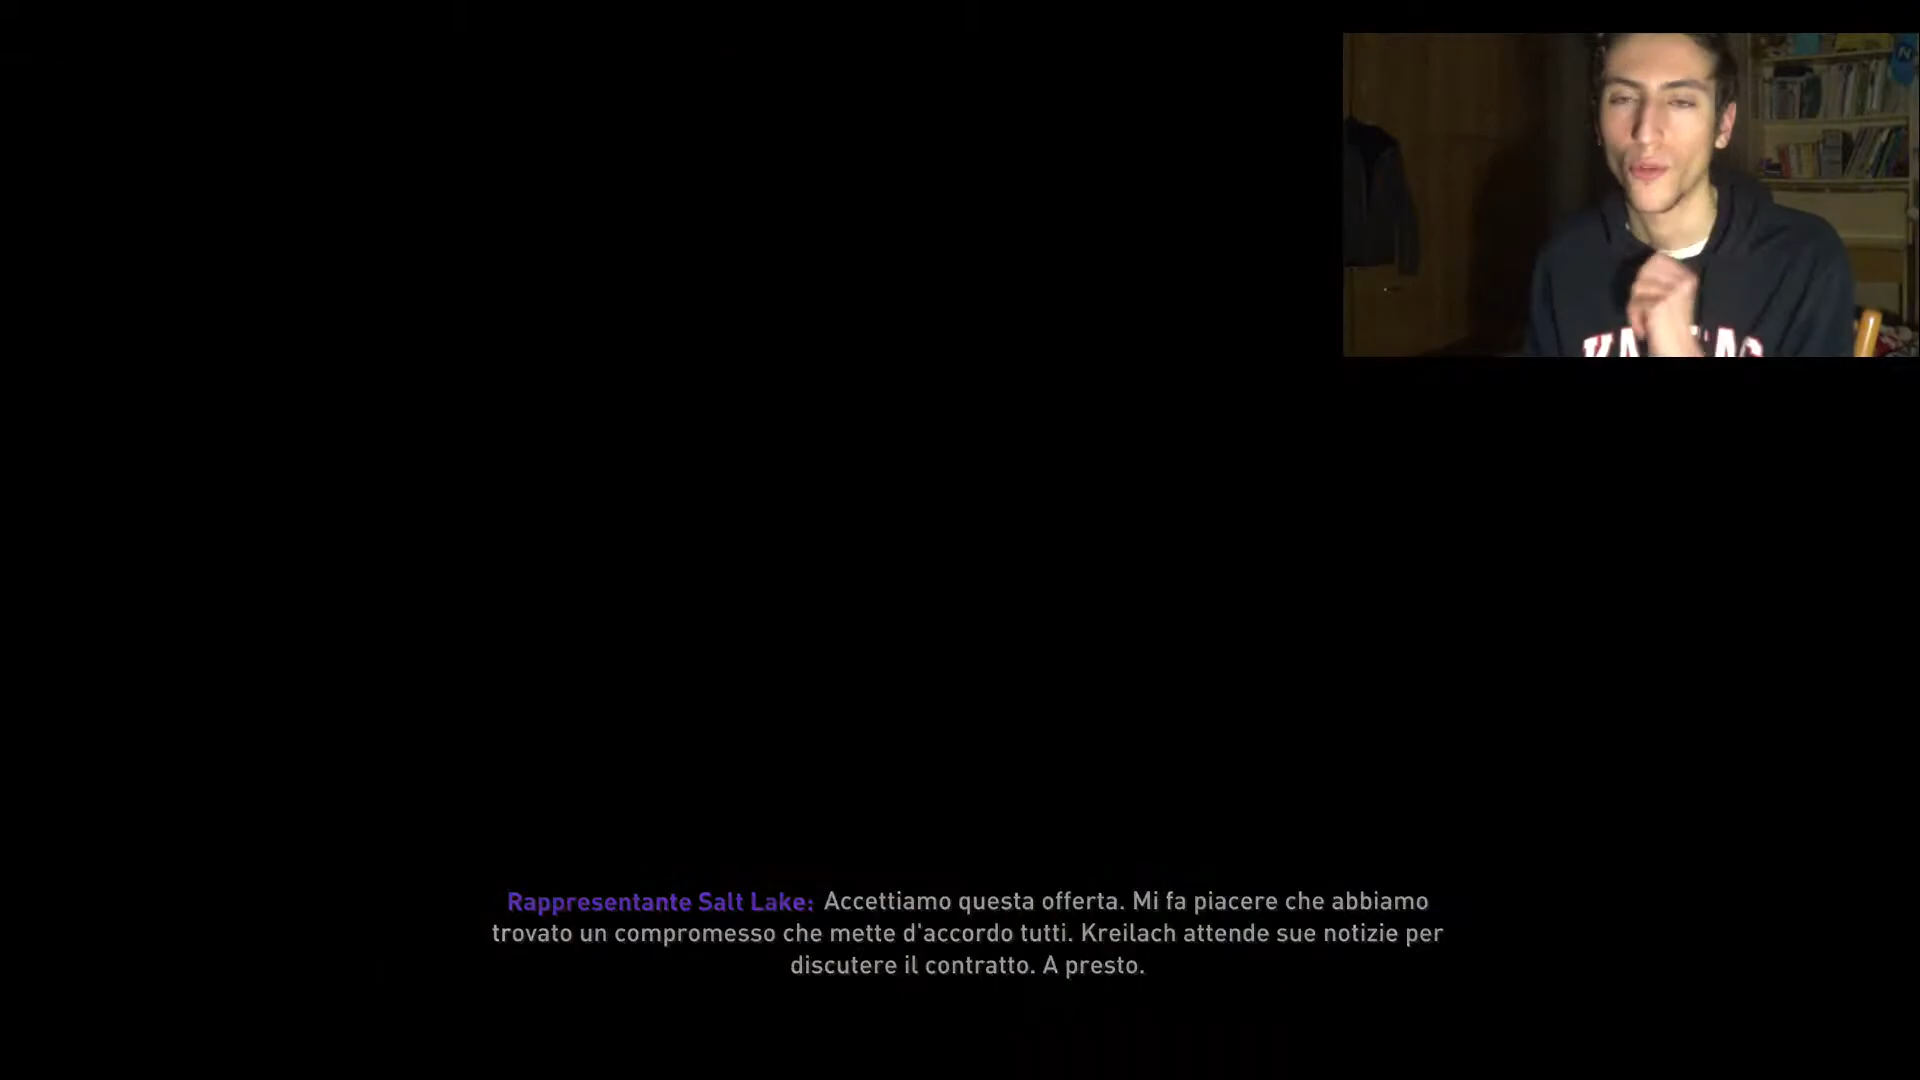 Rappresentante Salt Lake: Accettiamo questa offerta. Mi fa piacere che abbiamo
trovato un compromesso che mette d'accordo tutti. Kreilach attende sue notizie per
discutere il contratto. A presto.
N